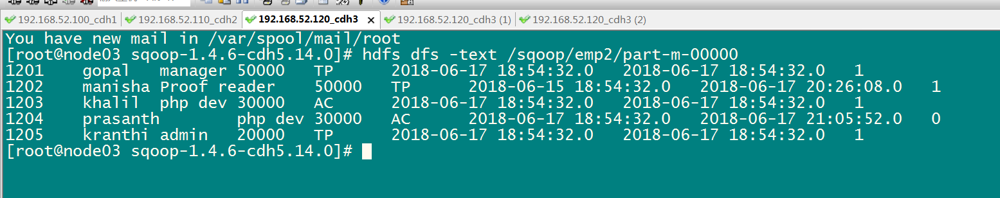 192.168.52.100_cdh1 192.168.52.110_cdh2 192.168.52.120_cdh3 × 192.168.52.120_cdh3 (1) 192.168.52.120_cdh3 (2)
You have new mail in /var/spool/mail/root
[root@node03 sqoop-1.4.6-cdh5.14.0]# hdfs dfs -text /sqoop/emp2/part-m-00000
1201 gopal manager 50000 TP 2018-06-17 18:54:32.0 2018-06-17 18:54:32.0 1
1202 manisha Proof reader 50000 TP 2018-06-15 18:54:32.0 2018-06-17 20:26:08.0 1
1203 khalil php dev 30000 AC 2018-06-17 18:54:32.0 2018-06-17 18:54:32.0 1
1204 prasanth php dev 30000 AC 2018-06-17 18:54:32.0 2018-06-17 21:05:52.0 0
1205 kranthi admin 20000 TP 2018-06-17 18:54:32.0 2018-06-17 18:54:32.0 1
[root@node03 sqoop-1.4.6-cdh5.14.0]#